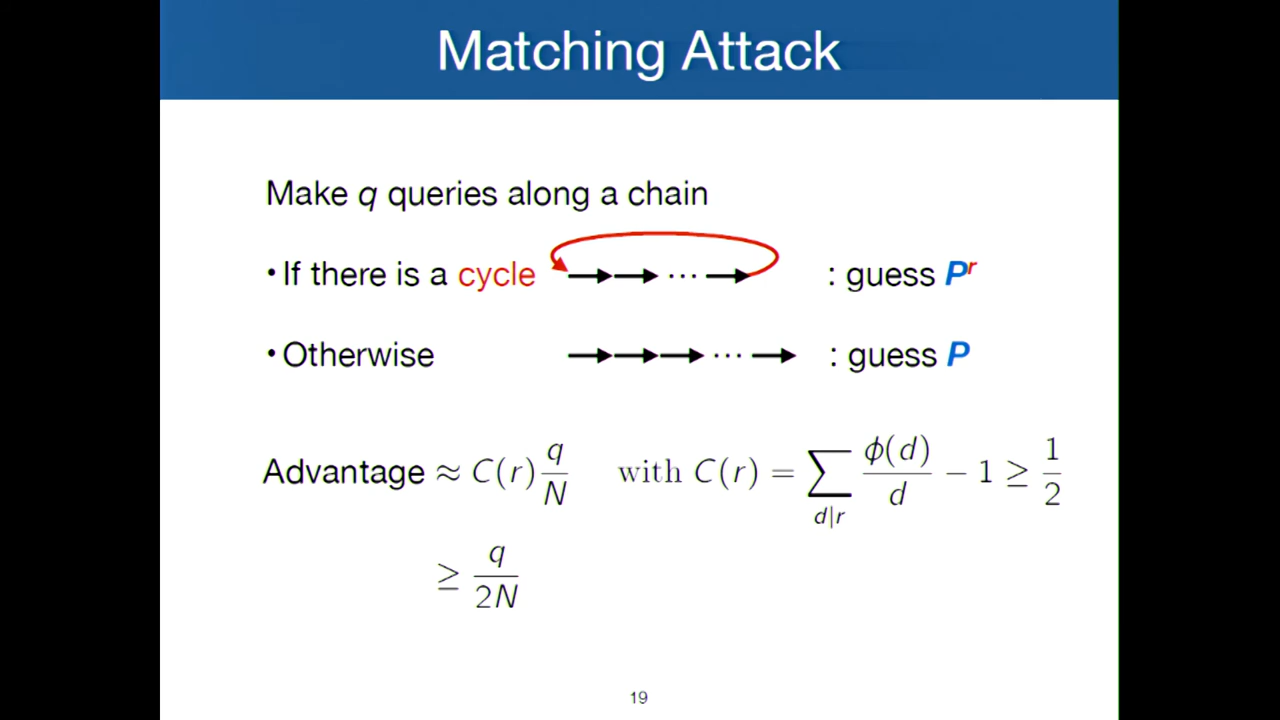 Matching Attack
Make q queries along a chain
• If there is a cycle ··· : guess Pʳ
• Otherwise ··· : guess P
Advantage ≈ C(r) q/N with C(r) = ∑_{d|r} ϕ(d)/d − 1 ≥ 1/2
≥ q/2N
19